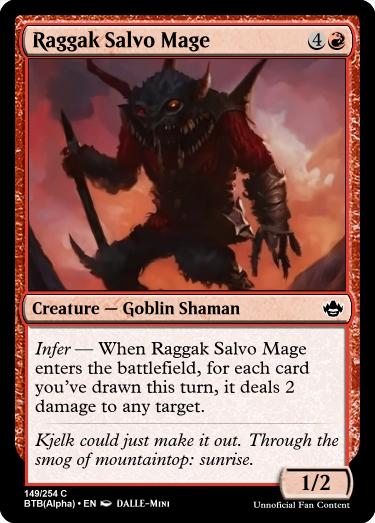 Raggak Salvo Mage 4
Creature — Goblin Shaman
Infer — When Raggak Salvo Mage
enters the battlefield, for each card
you've drawn this turn, it deals 2
damage to any target.
Kjelk could just make it out. Through the
smog of mountaintop: sunrise.
1/2
149/254 C
BTB(Alpha) • EN DALLE-Mini
Unofficial Fan Content